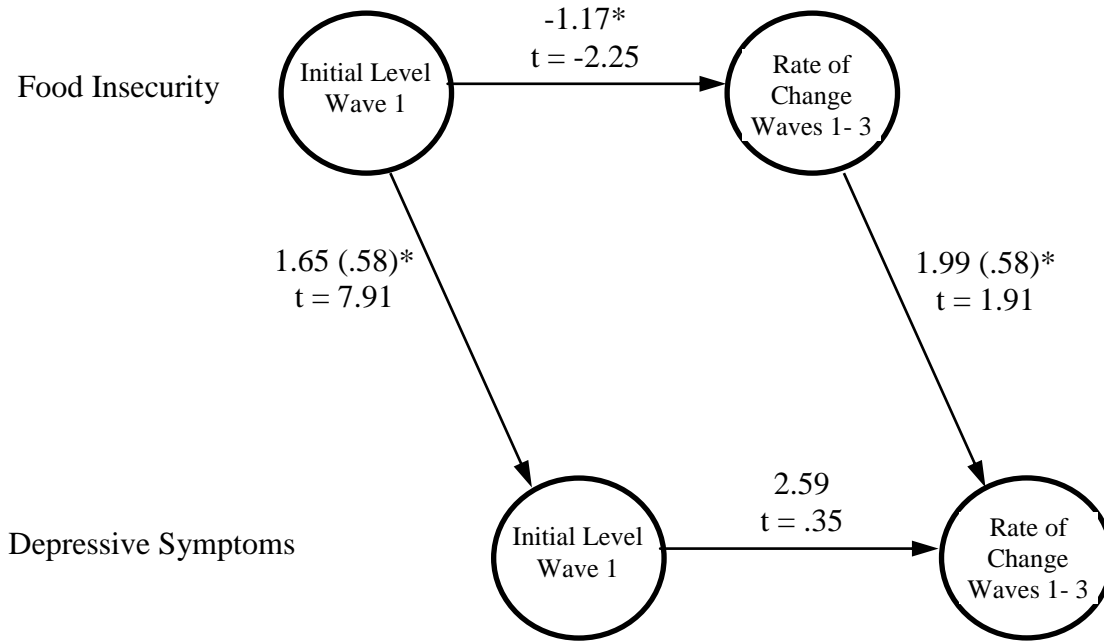 -1.17*
t = -2.25
Food Insecurity
Initial Level
Wave 1
Rate of
Change
Waves 1- 3
1.65 (.58)*
t = 7.91
1.99 (.58)*
t = 1.91
Depressive Symptoms
Initial Level
Wave 1
2.59
t = .35
Rate of
Change
Waves 1- 3